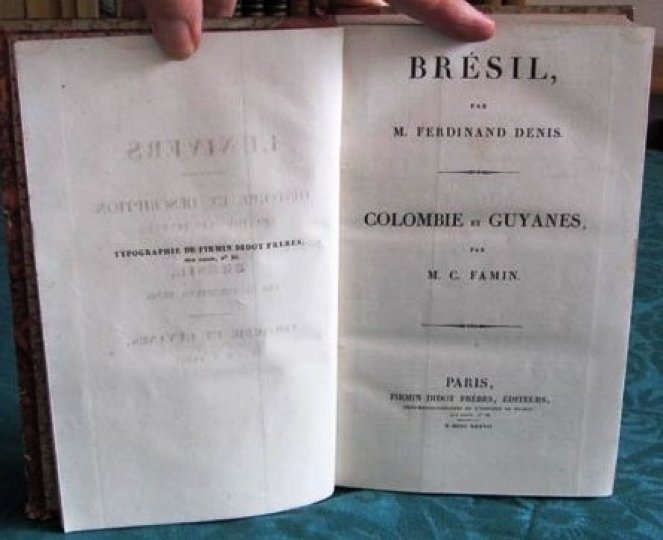 TYPOGRAPHIE DE FIRMIN DIDOT FRÈRES,
BRÉSIL,
PAR
M. FERDINAND DENIS.
COLOMBIE ET GUYANES,
PAR
M. C. FAMIN.
PARIS,
FIRMIN DIDOT FRÈRES, ÉDITEURS,